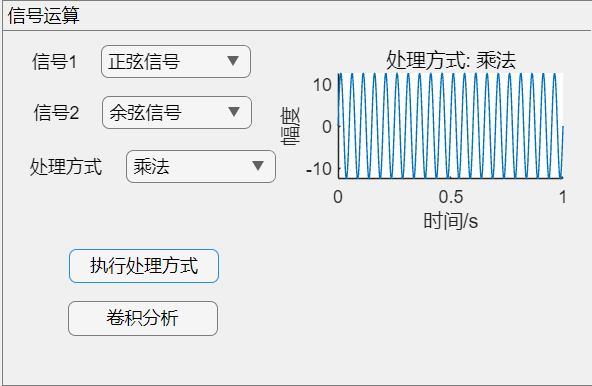 信号运算
信号1
正弦信号
信号2
余弦信号
处理方式
乘法
执行处理方式
卷积分析
处理方式: 乘法
幅度
10
0
-10
0
0.5
1
时间/s